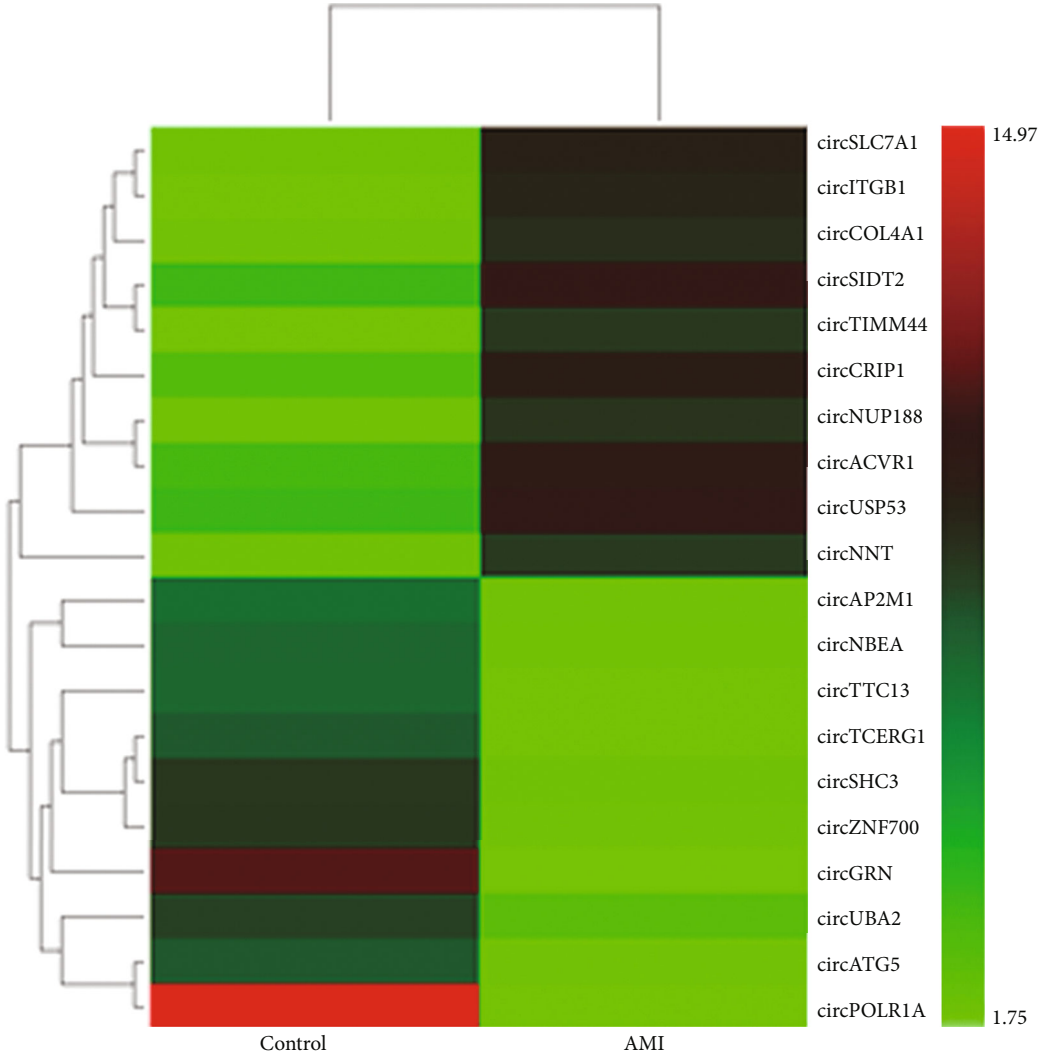 circSLC7A1
14.97
circITGB1
circCOL4A1
circSIDT2
circTIMM44
circCRIP1
circNUP188
circACVR1
circUSP53
circNNT
circAP2M1
circNBEA
circTTC13
circTCERG1
circSHC3
circZNF700
circGRN
circUBA2
circATG5
circPOLR1A
1.75
Control
AMI